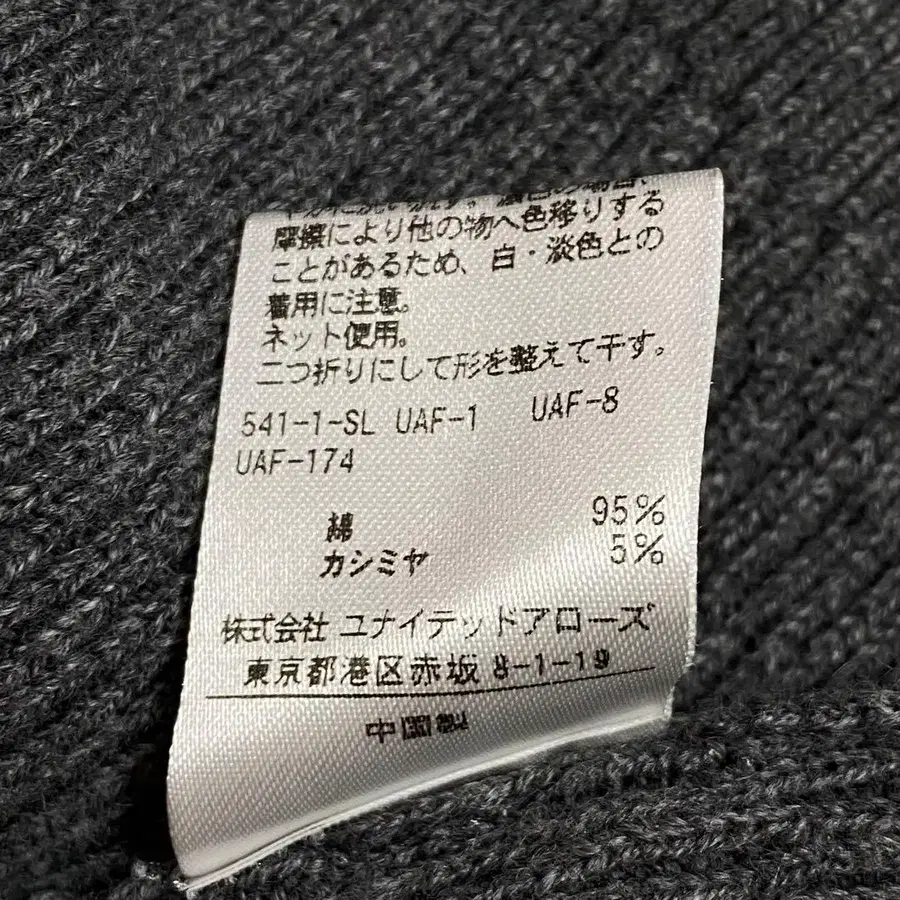 摩擦により他の物へ色移りする
ことがあるため、白・淡色との
着用に注意。
ネット使用。
二つ折りにして形を整えて干す。
541-1-SL UAF-1 UAF-8
UAF-174
綿 95%
カシミヤ 5%
株式会社 ユナイテッドアローズ
東京都港区赤坂 8-1-19
中国製